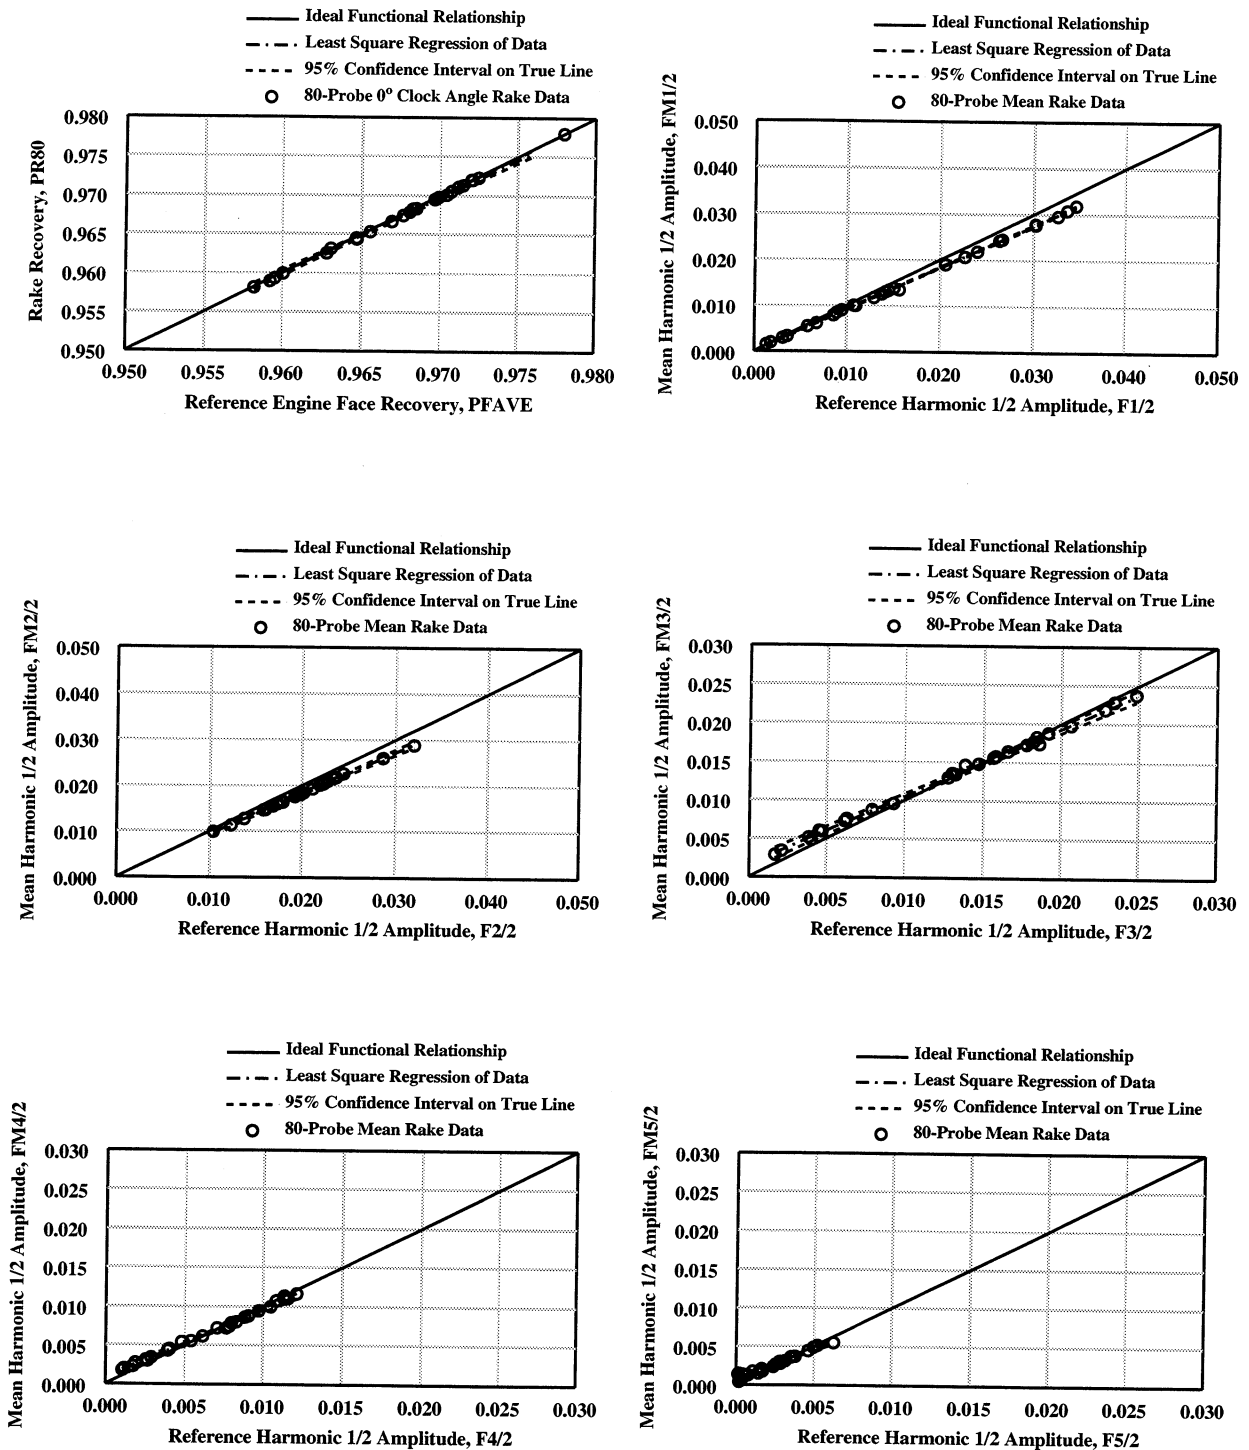 Ideal Functional Relationship
Least Square Regression of Data
95% Confidence Interval on True Line
80-Probe 0° Clock Angle Rake Data
Rake Recovery, PR80
0.980
0.975
0.970
0.965
0.960
0.955
0.950
0.950 0.955 0.960 0.965 0.970 0.975 0.980
Reference Engine Face Recovery, PFAVE
Ideal Functional Relationship
Least Square Regression of Data
95% Confidence Interval on True Line
80-Probe Mean Rake Data
Mean Harmonic 1/2 Amplitude, FM1/2
0.050
0.040
0.030
0.020
0.010
0.000
0.000 0.010 0.020 0.030 0.040 0.050
Reference Harmonic 1/2 Amplitude, F1/2
Ideal Functional Relationship
Least Square Regression of Data
95% Confidence Interval on True Line
80-Probe Mean Rake Data
Mean Harmonic 1/2 Amplitude, FM2/2
0.050
0.040
0.030
0.020
0.010
0.000
0.000 0.010 0.020 0.030 0.040 0.050
Reference Harmonic 1/2 Amplitude, F2/2
Ideal Functional Relationship
Least Square Regression of Data
95% Confidence Interval on True Line
80-Probe Mean Rake Data
Mean Harmonic 1/2 Amplitude, FM3/2
0.030
0.025
0.020
0.015
0.010
0.005
0.000
0.000 0.005 0.010 0.015 0.020 0.025 0.030
Reference Harmonic 1/2 Amplitude, F3/2
Ideal Functional Relationship
Least Square Regression of Data
95% Confidence Interval on True Line
80-Probe Mean Rake Data
Mean Harmonic 1/2 Amplitude, FM4/2
0.030
0.025
0.020
0.015
0.010
0.005
0.000
0.000 0.005 0.010 0.015 0.020 0.025 0.030
Reference Harmonic 1/2 Amplitude, F4/2
Ideal Functional Relationship
Least Square Regression of Data
95% Confidence Interval on True Line
80-Probe Mean Rake Data
Mean Harmonic 1/2 Amplitude, FM5/2
0.030
0.025
0.020
0.015
0.010
0.005
0.000
0.000 0.005 0.010 0.015 0.020 0.025 0.030
Reference Harmonic 1/2 Amplitude, F5/2